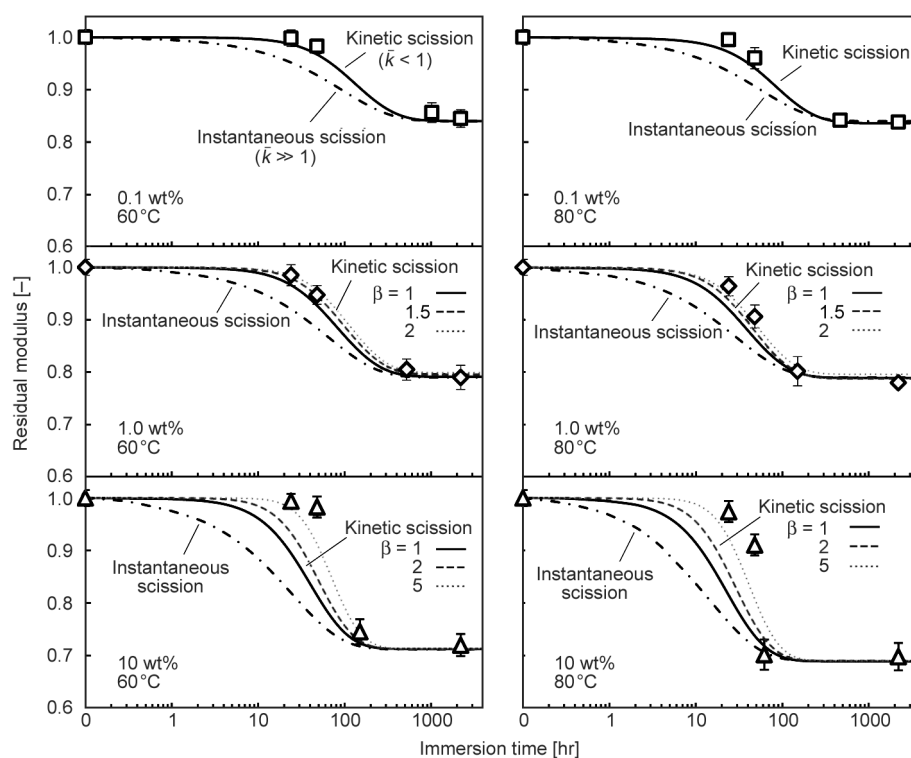 1.0
0.9
0.8
0.7
0.6
Kinetic scission
(k̄ < 1)
Instantaneous scission
(k̄ ≫ 1)
0.1 wt%
60°C
Kinetic scission
Instantaneous scission
0.1 wt%
80°C
Residual modulus [–]
1.0
0.9
0.8
0.7
0.6
Kinetic scission
β = 1
1.5
2
Instantaneous scission
1.0 wt%
60°C
Kinetic scission
β = 1
1.5
2
Instantaneous scission
1.0 wt%
80°C
1.0
0.9
0.8
0.7
0.6
Kinetic scission
β = 1
2
5
Instantaneous
scission
10 wt%
60°C
Kinetic scission
β = 1
2
5
Instantaneous
scission
10 wt%
80°C
0 1 10 100 1000
0 1 10 100 1000
Immersion time [hr]